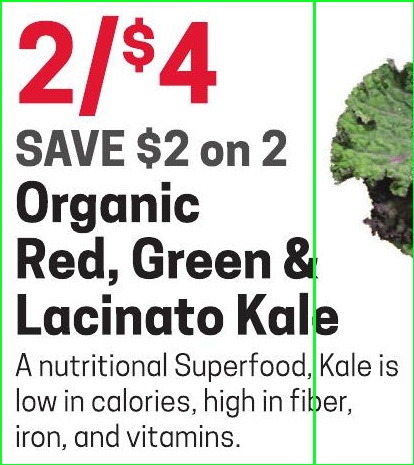 2/$4
SAVE $2 on 2
Organic
Red, Green &
Lacinato Kale
A nutritional Superfood, Kale is
low in calories, high in fiber,
iron, and vitamins.